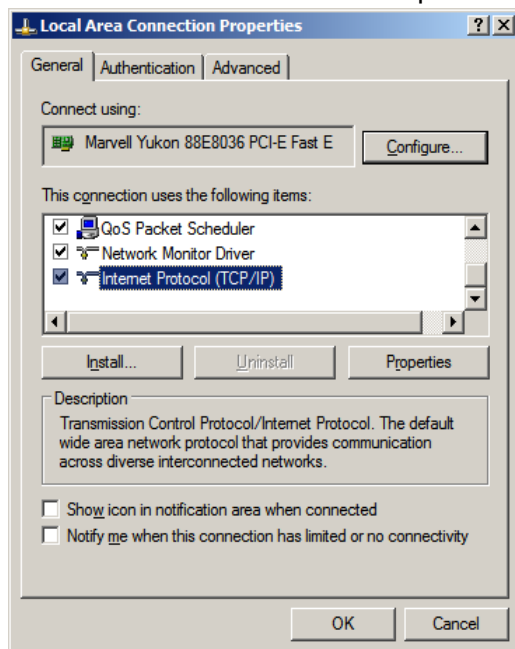 Local Area Connection Properties
General Authentication Advanced
Connect using:
Marvell Yukon 88E8036 PCI-E Fast E
Configure...
This connection uses the following items:
QoS Packet Scheduler
Network Monitor Driver
Internet Protocol (TCP/IP)
Install... Uninstall Properties
Description
Transmission Control Protocol/Internet Protocol. The default
wide area network protocol that provides communication
across diverse interconnected networks.
Show icon in notification area when connected
Notify me when this connection has limited or no connectivity
OK Cancel